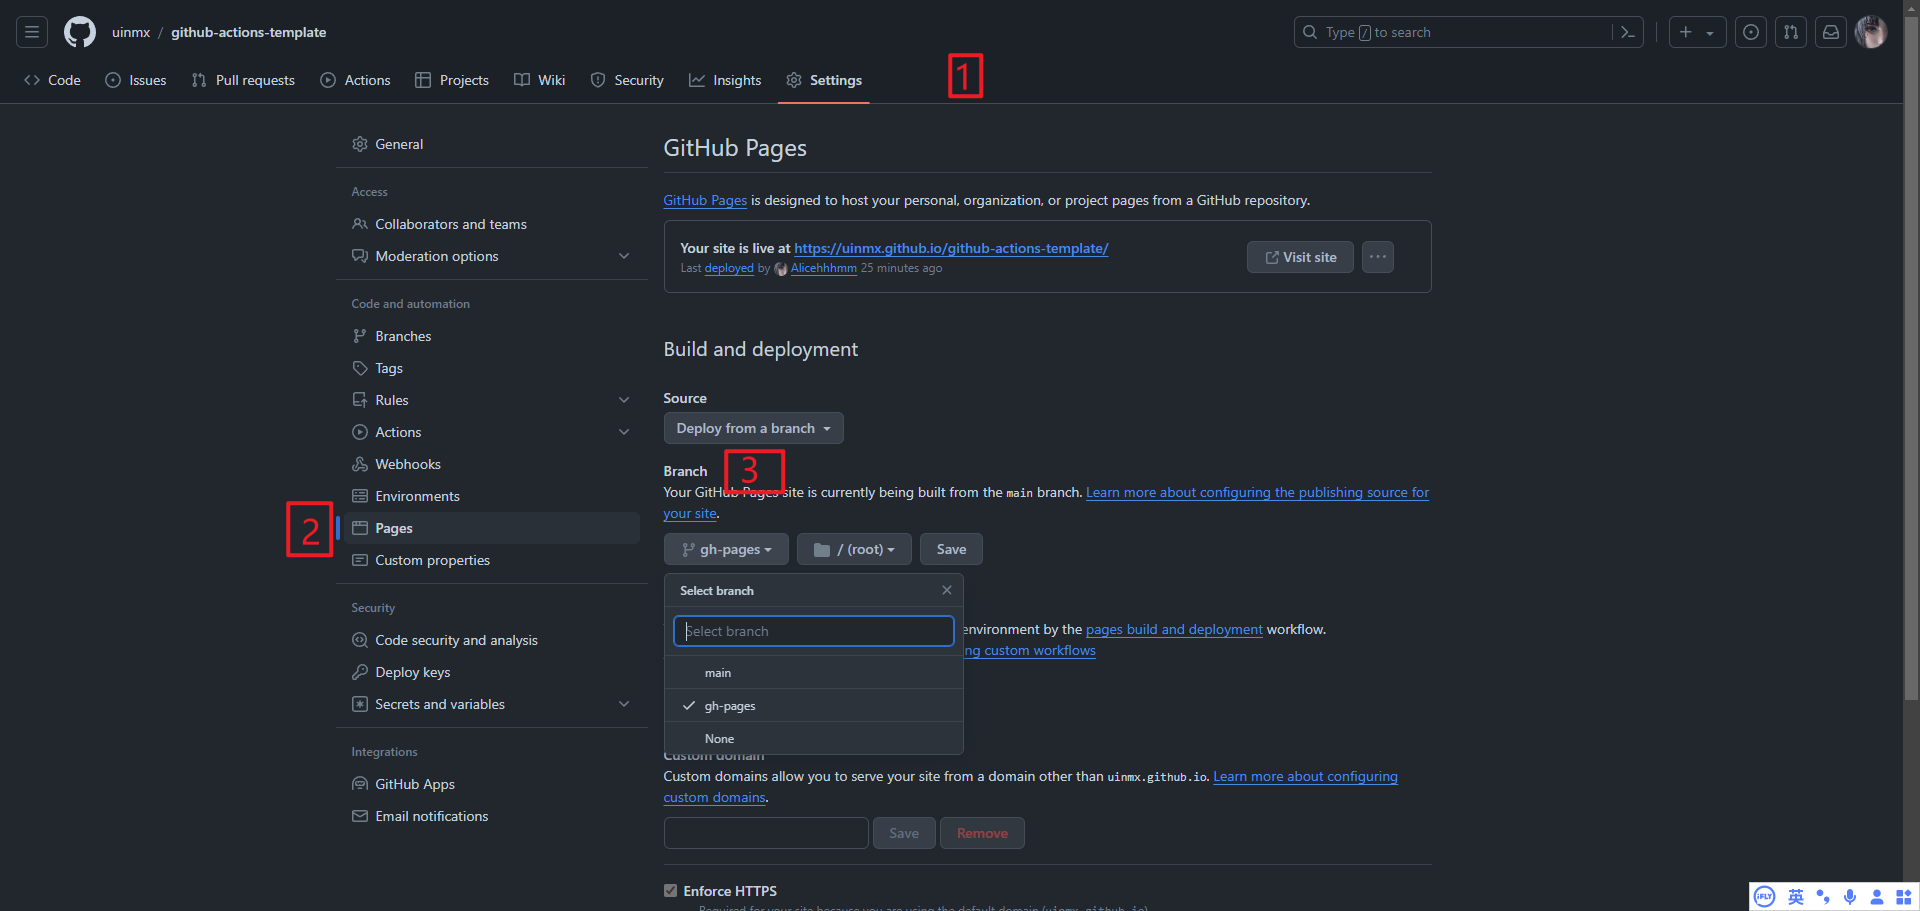 uinmx / github-actions-template
Type / to search
Code
Issues
Pull requests
Actions
Projects
Wiki
Security
Insights
Settings
1
General
Access
Collaborators and teams
Moderation options
Code and automation
Branches
Tags
Rules
Actions
Webhooks
Environments
2
Pages
Custom properties
Security
Code security and analysis
Deploy keys
Secrets and variables
Integrations
GitHub Apps
Email notifications
GitHub Pages
GitHub Pages is designed to host your personal, organization, or project pages from a GitHub repository.
Your site is live at https://uinmx.github.io/github-actions-template/
Last deployed by Alicehhhmm 25 minutes ago
Visit site
Build and deployment
Source
Deploy from a branch
Branch
3
Your GitHub Pages site is currently being built from the main branch. Learn more about configuring the publishing source for
your site.
gh-pages
/ (root)
Save
Select branch
Select branch
main
gh-pages
None
environment by the pages build and deployment workflow.
ng custom workflows
Custom domain
Custom domains allow you to serve your site from a domain other than uinmx.github.io. Learn more about configuring
custom domains.
Save
Remove
Enforce HTTPS
Required for your site because you are using the default domain (uinmx.github.io)
iFLY
英